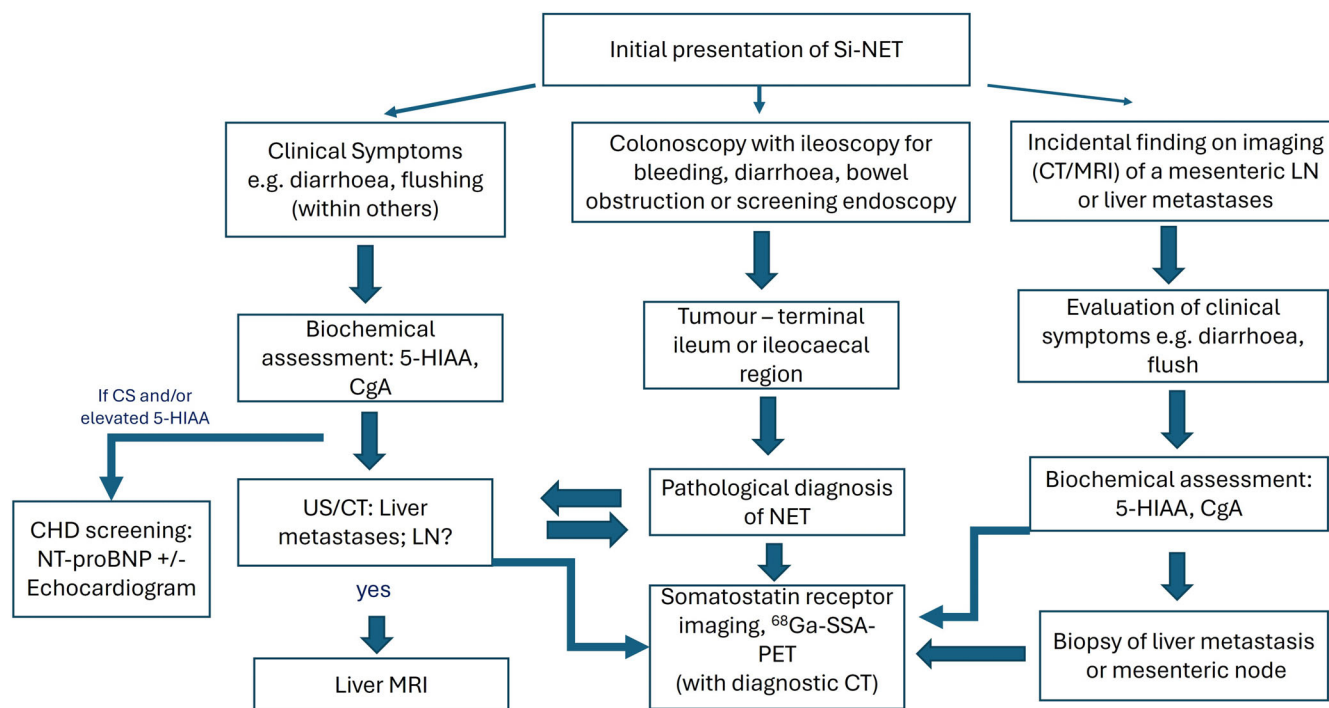 Initial presentation of Si-NET
Clinical Symptoms
e.g. diarrhoea, flushing
(within others)
Colonoscopy with ileoscopy for
bleeding, diarrhoea, bowel
obstruction or screening endoscopy
Incidental finding on imaging
(CT/MRI) of a mesenteric LN
or liver metastases
Biochemical
assessment: 5-HIAA,
CgA
Tumour – terminal
ileum or ileocaecal
region
Evaluation of clinical
symptoms e.g. diarrhoea,
flush
If CS and/or
elevated 5-HIAA
CHD screening:
NT-proBNP +/-
Echocardiogram
US/CT: Liver
metastases; LN?
Pathological diagnosis
of NET
Biochemical assessment:
5-HIAA, CgA
yes
Liver MRI
Somatostatin receptor
imaging, ⁶⁸Ga-SSA-
PET
(with diagnostic CT)
Biopsy of liver metastasis
or mesenteric node